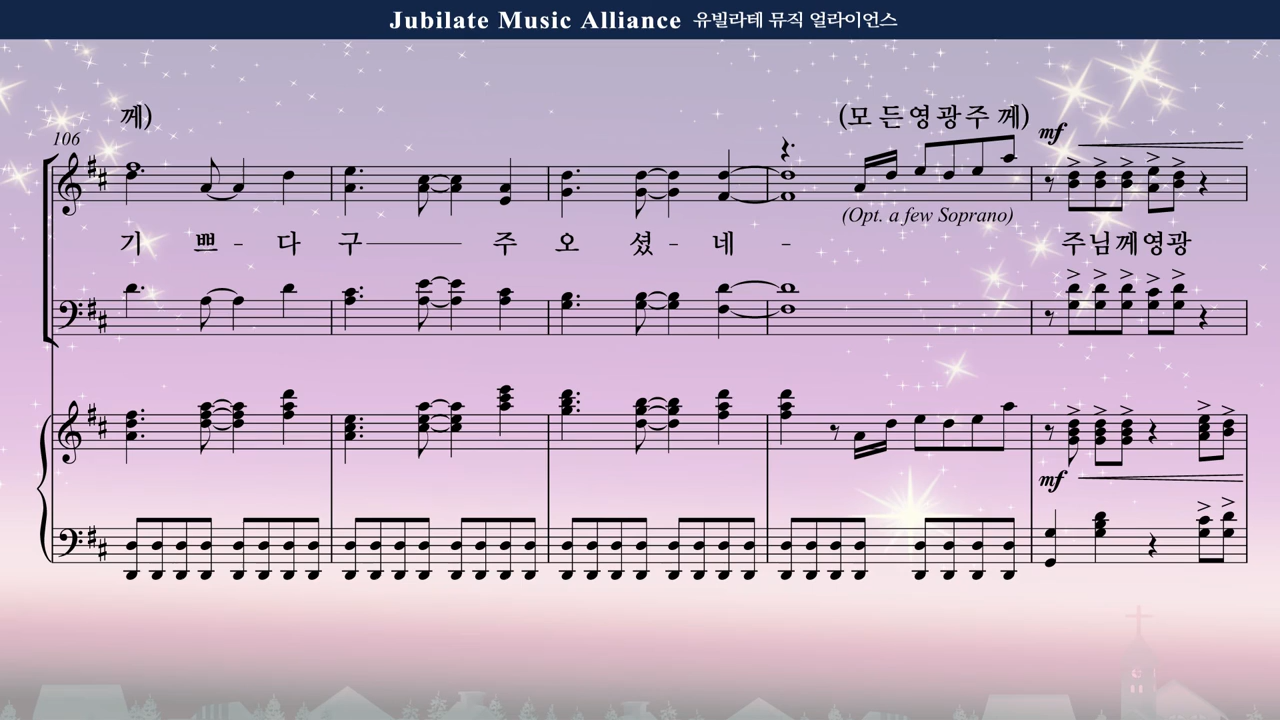 Jubilate Music Alliance 유빌라테 뮤직 얼라이언스
께) (모 든 영 광 주 께)
106
mf
(Opt. a few Soprano)
기 쁘 - 다 구 주 오 셨 - 네 - 주 님 께 영 광
mf